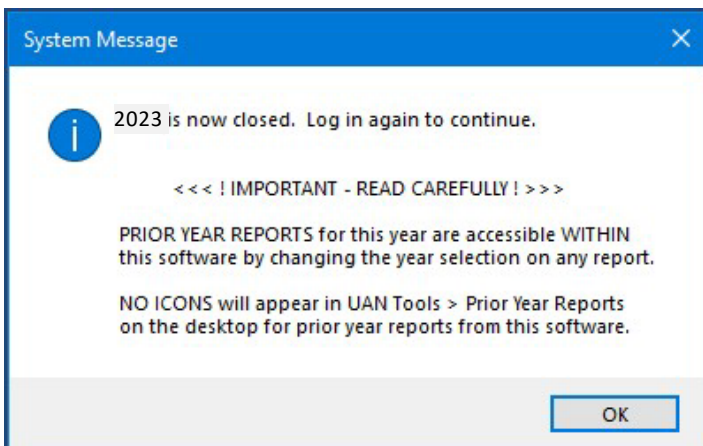 System Message
2023 is now closed.  Log in again to continue.
< < < ! IMPORTANT - READ CAREFULLY ! > > >
PRIOR YEAR REPORTS for this year are accessible WITHIN
this software by changing the year selection on any report.
NO ICONS will appear in UAN Tools > Prior Year Reports
on the desktop for prior year reports from this software.
OK